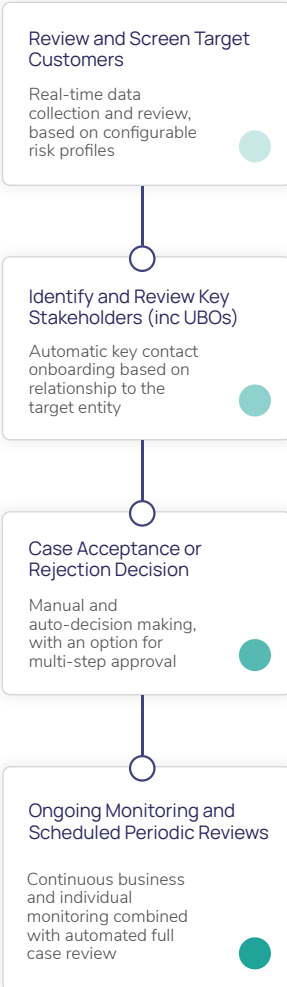 Review and Screen Target
Customers
Real-time data
collection and review,
based on configurable
risk profiles
Identify and Review Key
Stakeholders (inc UBOs)
Automatic key contact
onboarding based on
relationship to the
target entity
Case Acceptance or
Rejection Decision
Manual and
auto-decision making,
with an option for
multi-step approval
Ongoing Monitoring and
Scheduled Periodic Reviews
Continuous business
and individual
monitoring combined
with automated full
case review